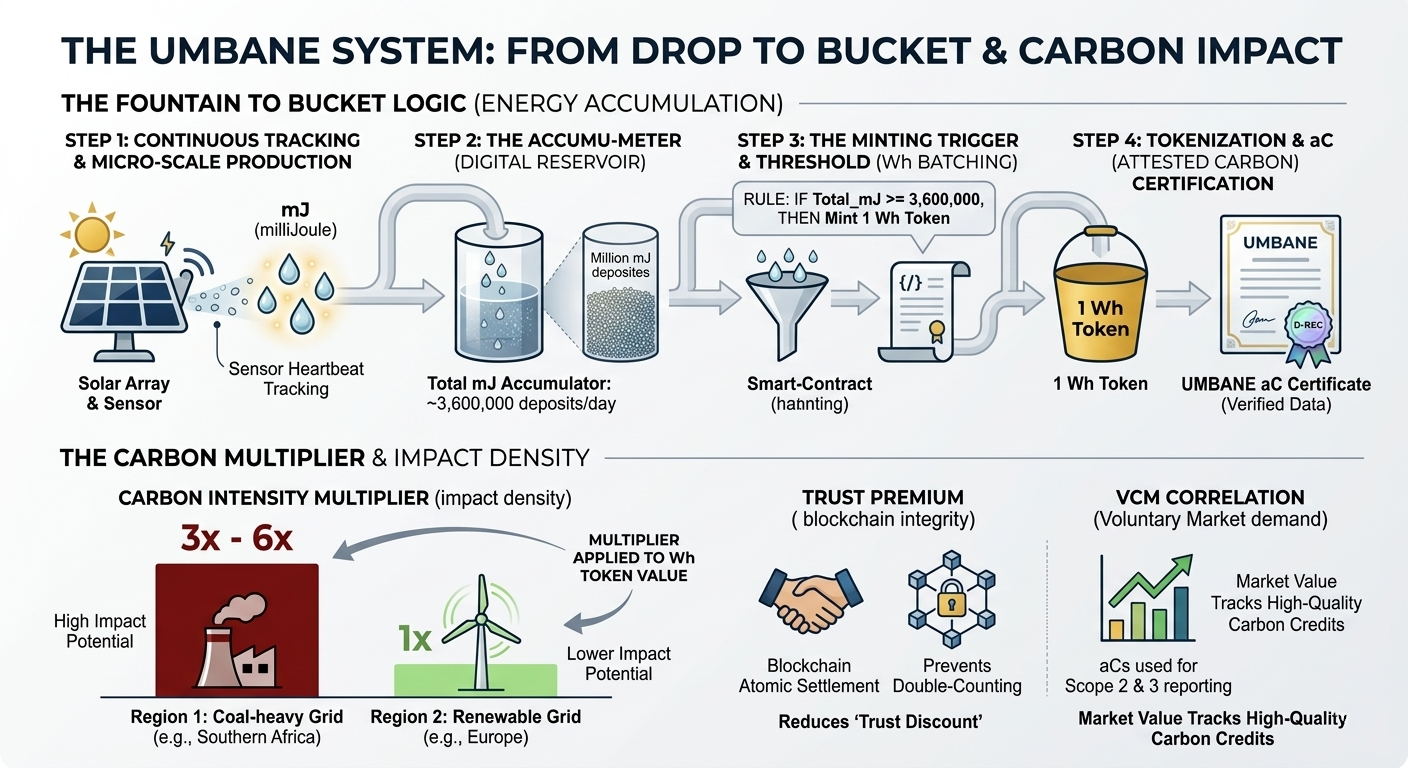 THE UMBANE SYSTEM: FROM DROP TO BUCKET & CARBON IMPACT
THE FOUNTAIN TO BUCKET LOGIC (ENERGY ACCUMULATION)
STEP 1: CONTINUOUS TRACKING
& MICRO-SCALE PRODUCTION
mJ
(milliJoule)
Sensor Heartbeat
Tracking
Solar Array
& Sensor
STEP 2: THE ACCUMU-METER
(DIGITAL RESERVOIR)
Million mJ
deposites
Total mJ Accumulator:
~3,600,000 deposits/day
STEP 3: THE MINTING TRIGGER
& THRESHOLD (Wh BATCHING)
RULE: IF Total_mJ >= 3,600,000,
THEN Mint 1 Wh Token
{/}
Smart-Contract
STEP 4: TOKENIZATION & aC
(ATTESTED CARBON)
CERTIFICATION
1 Wh
Token
1 Wh Token
UMBANE
D-REC
UMBANE aC Certificate
(Verified Data)
THE CARBON MULTIPLIER & IMPACT DENSITY
CARBON INTENSITY MULTIPLIER (impact density)
3x - 6x
High Impact
Potential
MULTIPLIER
APPLIED TO Wh
TOKEN VALUE
1x
Lower Impact
Potential
Region 1: Coal-heavy Grid
(e.g., Southern Africa)
Region 2: Renewable Grid
(e.g., Europe)
TRUST PREMIUM
( blockchain integrity)
Blockchain
Atomic Settlement
Prevents
Double-Counting
Reduces ‘Trust Discount’
VCM CORRELATION
(Voluntary Market demand)
Market Value
Tracks High-Quality
Carbon Credits
aCs used for
Scope 2 & 3 reporting
Market Value Tracks High-Quality
Carbon Credits